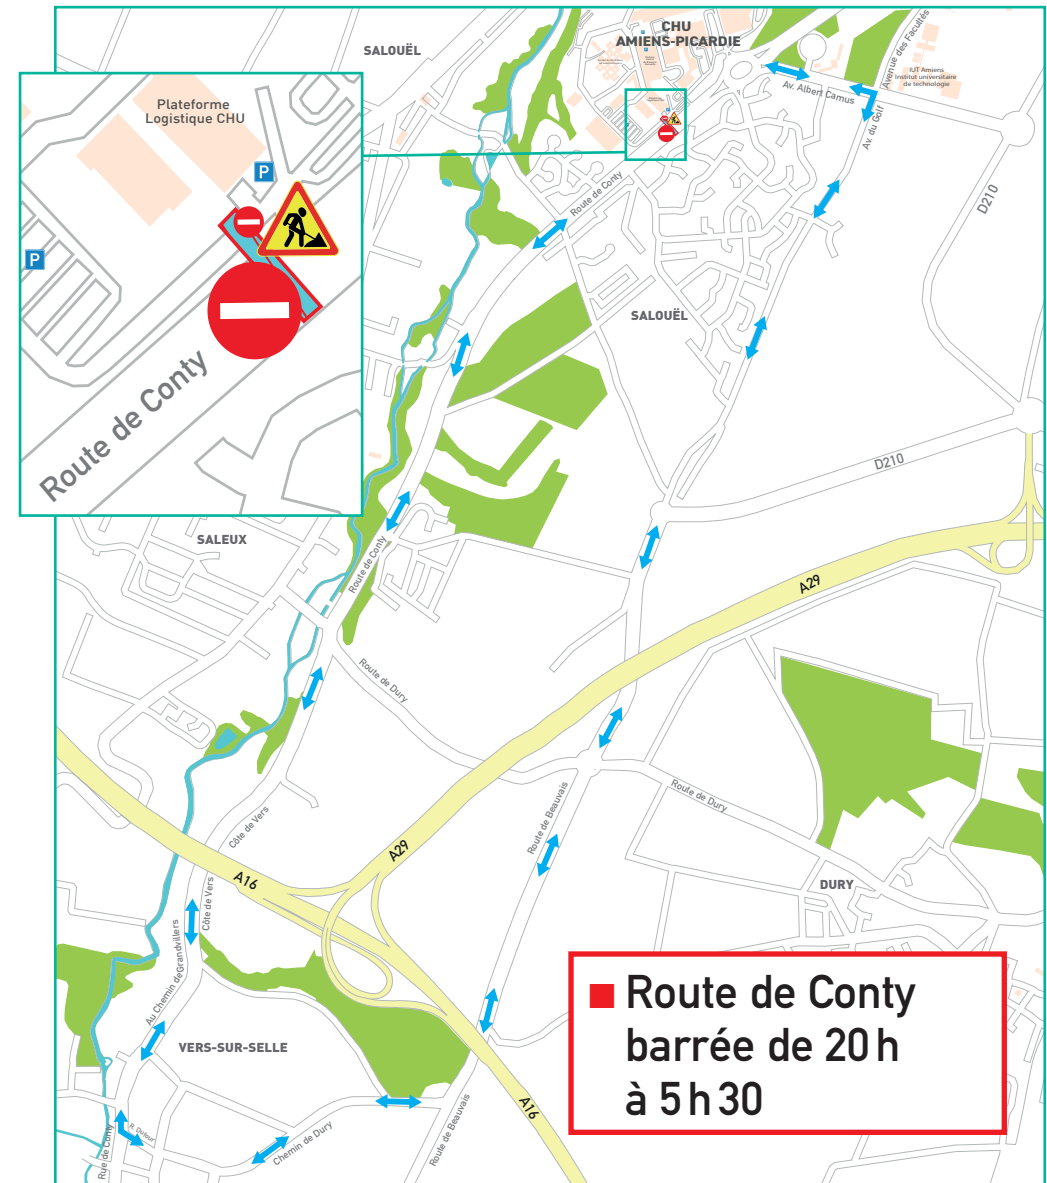 CHU
AMIENS-PICARDIE
SALOUËL
Avenue des Facultés
IUT Amiens
Institut universitaire
de technologie
Av. Albert Camus
Av. du Golf
D210
Plateforme
Logistique CHU
P
P
Route de Conty
Route de Conty
SALOUËL
D210
SALEUX
Route de Conty
A29
Route de Dury
Route de Beauvais
Route de Dury
Côte de Vers
A29
A16
DURY
Côte de Vers
Au Chemin de Grandvillers
VERS-SUR-SELLE
Rue de Conty
R. Dufour
Chemin de Dury
Route de Beauvais
A16
Route de Conty
barrée de 20 h
à 5 h 30